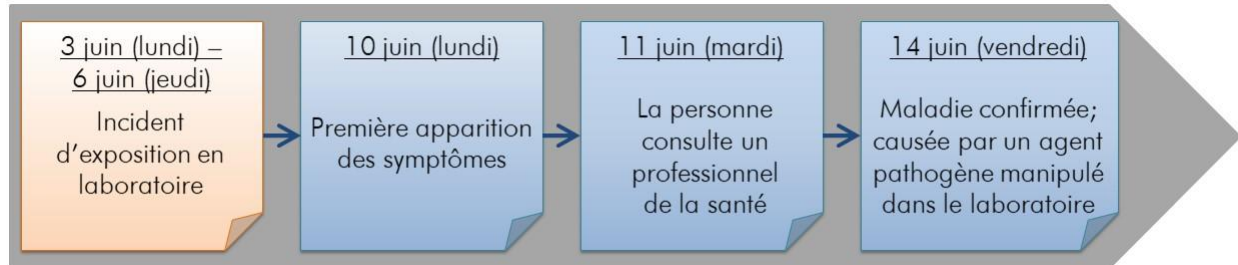 3 juin (lundi) –
6 juin (jeudi)
Incident
d'exposition en
laboratoire
10 juin (lundi)
Première apparition
des symptômes
11 juin (mardi)
La personne
consulte un
professionnel
de la santé
14 juin (vendredi)
Maladie confirmée;
causée par un agent
pathogène manipulé
dans le laboratoire